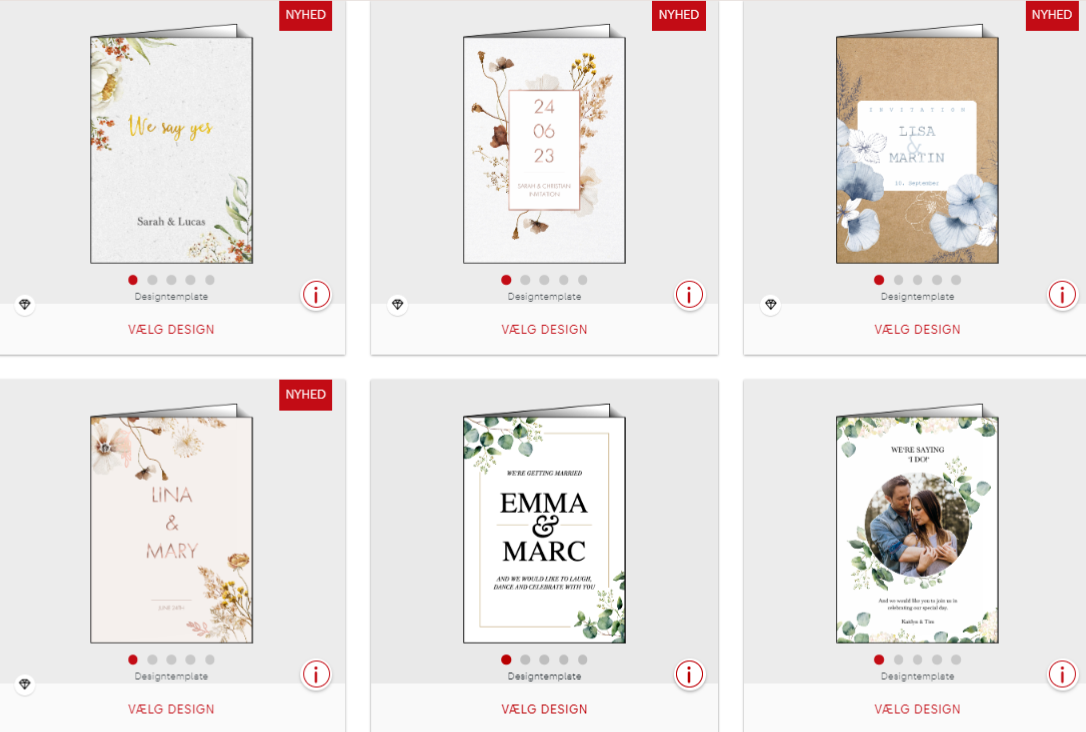 NYHED
We say yes
Sarah & Lucas
Designtemplate
VÆLG DESIGN
NYHED
24
06
23
SARAH & CHRISTIAN
INVITATION
Designtemplate
VÆLG DESIGN
NYHED
INVITATION
LISA
&
MARTIN
10. September
Designtemplate
VÆLG DESIGN
NYHED
LINA
&
MARY
JUNE 24TH
Designtemplate
VÆLG DESIGN
WE'RE GETTING MARRIED
EMMA
&
MARC
AND WE WOULD LIKE TO LAUGH,
DANCE AND CELEBRATE WITH YOU
Designtemplate
VÆLG DESIGN
WE'RE SAYING
'I DO!'
And we would like you to join us in
celebrating our special day.
Kaitlyn & Tim
Designtemplate
VÆLG DESIGN